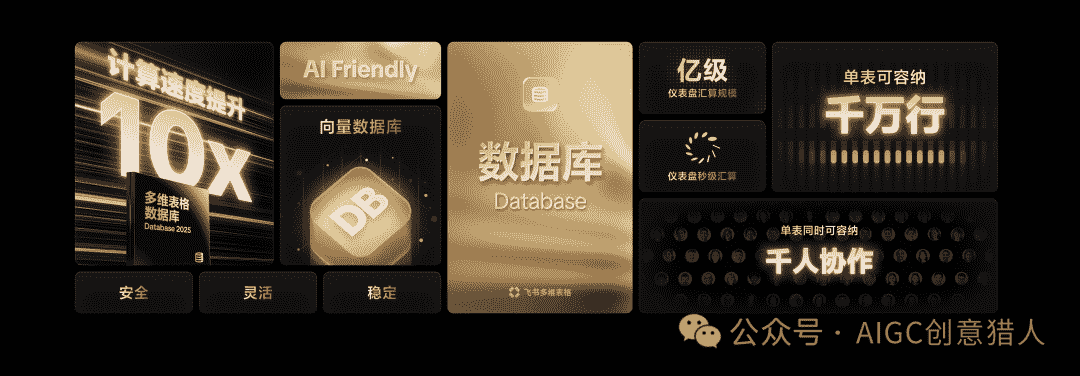 计算速度提升
10x
多维表格
数据库
Database 2025
AI Friendly
向量数据库
DB
安全
灵活
稳定
数据库
Database
飞书多维表格
亿级
仪表盘汇算规模
仪表盘秒级汇算
单表可容纳
千万行
单表同时可容纳
千人协作
公众号 · AIGC创意猎人